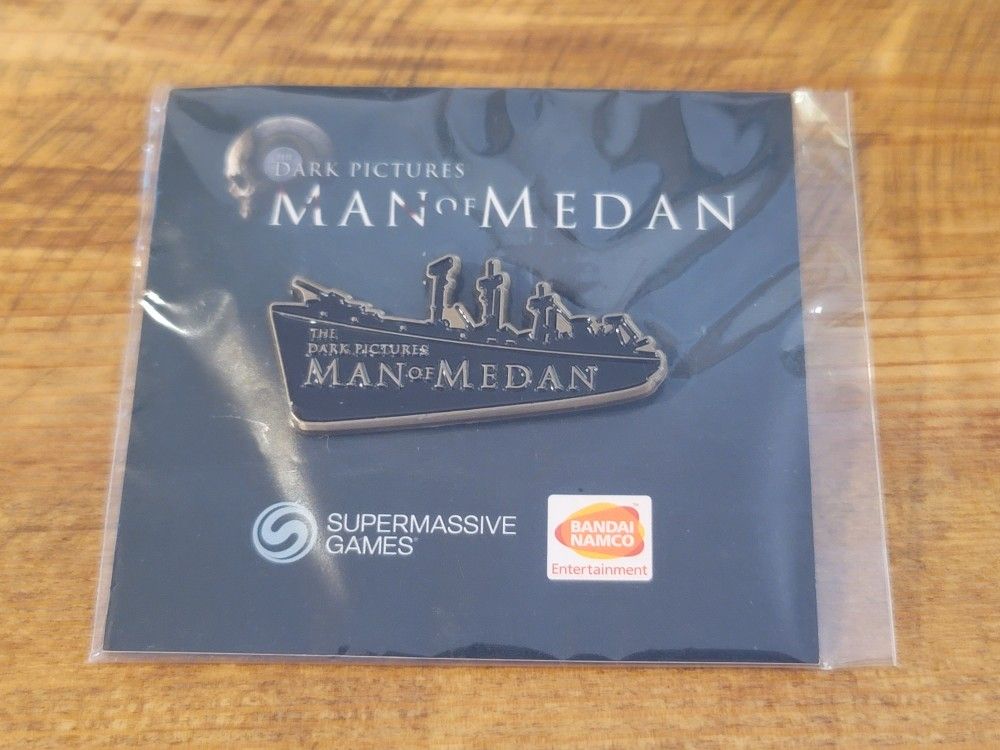 THE
DARK PICTURES
MAN OF MEDAN
THE
DARK PICTURES
MAN OF MEDAN
SUPERMASSIVE
GAMES
BANDAI
NAMCO
Entertainment